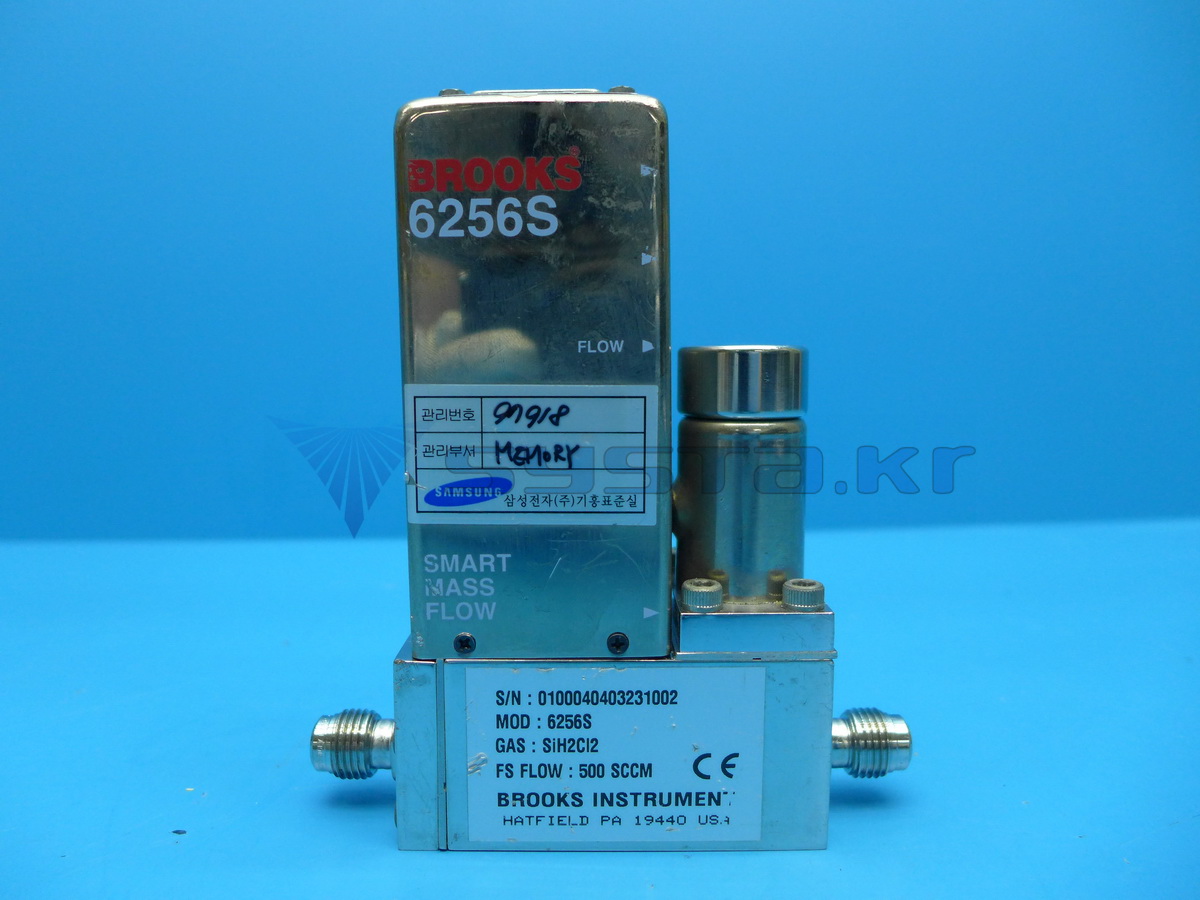 BROOKS
6256S
FLOW
관리번호
관리부서 MEMORY
SAMSUNG 삼성전자(주)기흥표준실
systa.kr
SMART
MASS
FLOW
S/N : 0100040403231002
MOD : 6256S
GAS : SiH2Cl2
FS FLOW : 500 SCCM CE
BROOKS INSTRUMENT
HATFIELD PA 19440 USA